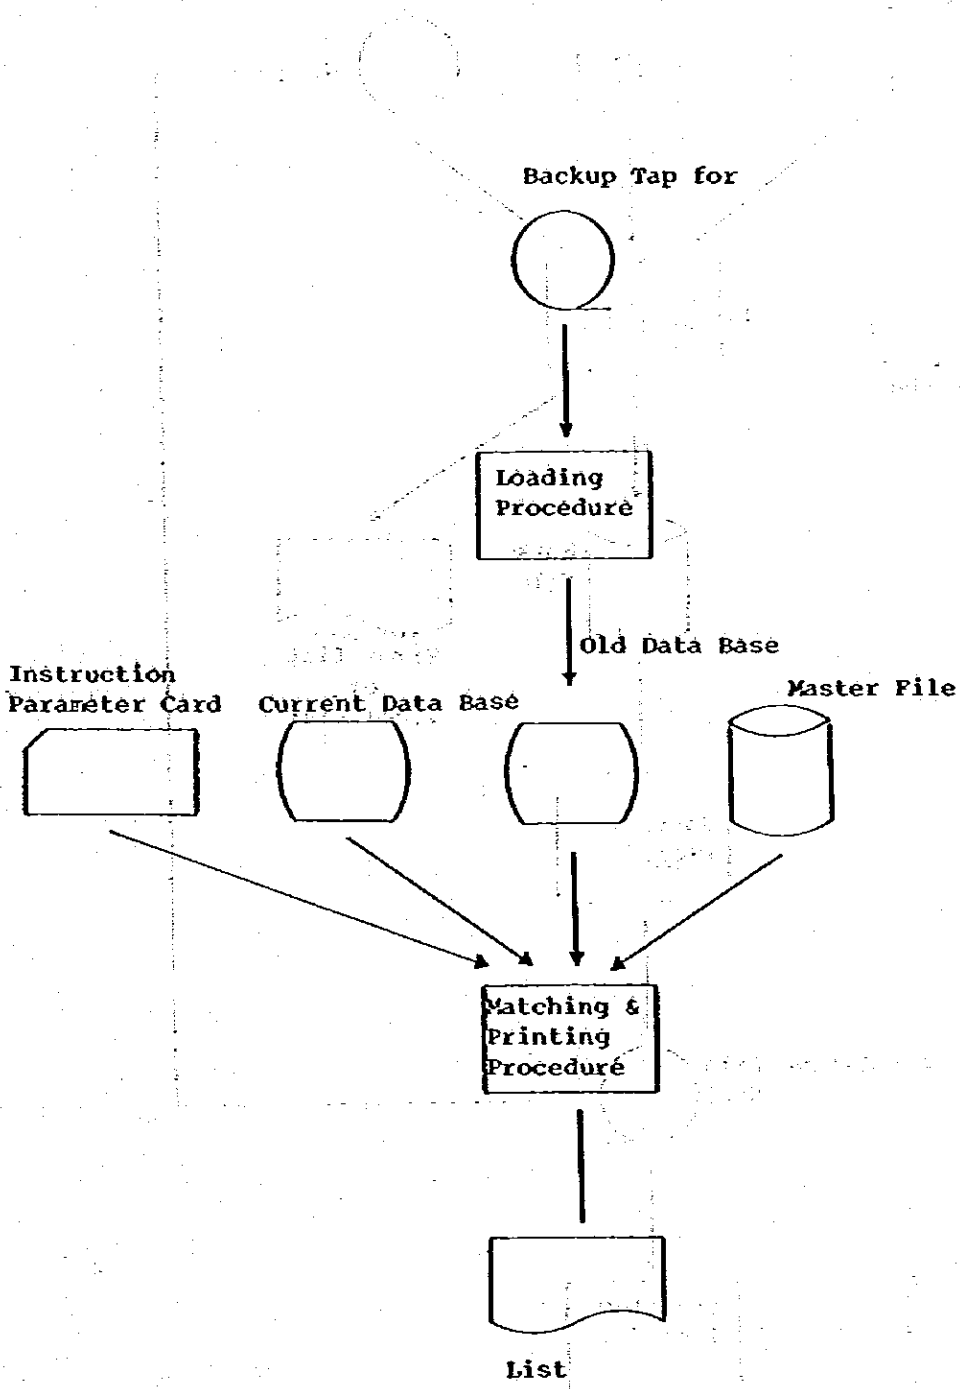 Backup Tap for
Loading
Procedure
Old Data Base
Instruction
Parameter Card
Current Data Base
Master File
Matching &
Printing
Procedure
List